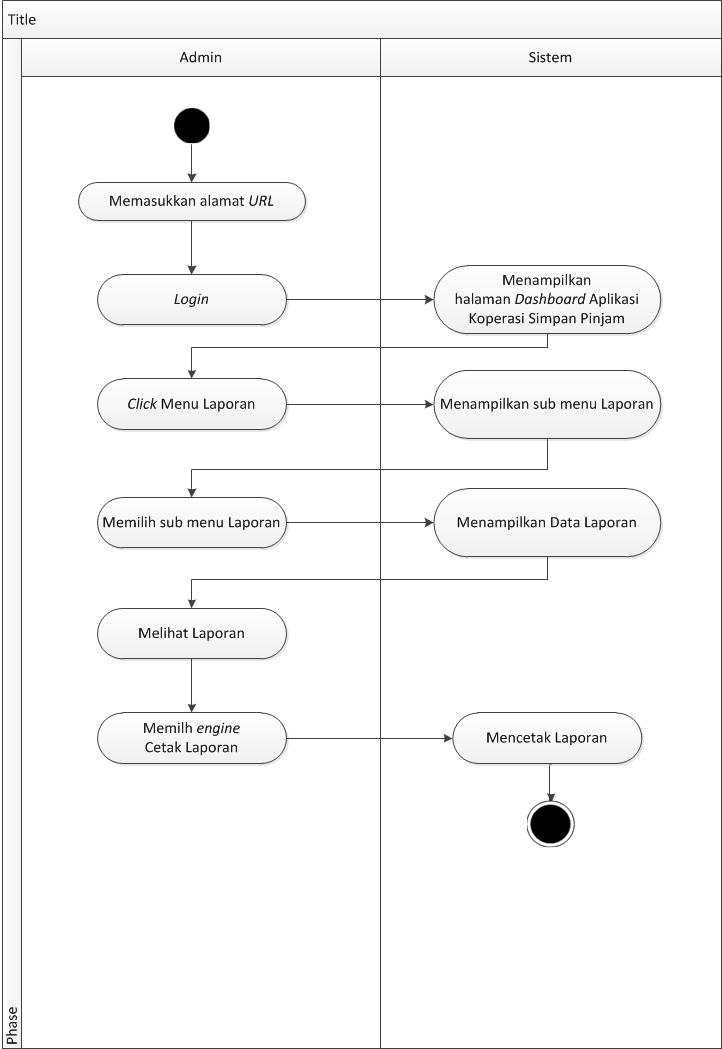 Title
Admin
Sistem
Memasukkan alamat URL
Login
Menampilkan
halaman Dashboard Aplikasi
Koperasi Simpan Pinjam
Click Menu Laporan
Menampilkan sub menu Laporan
Memilih sub menu Laporan
Menampilkan Data Laporan
Melihat Laporan
Memilh engine
Cetak Laporan
Mencetak Laporan
Phase